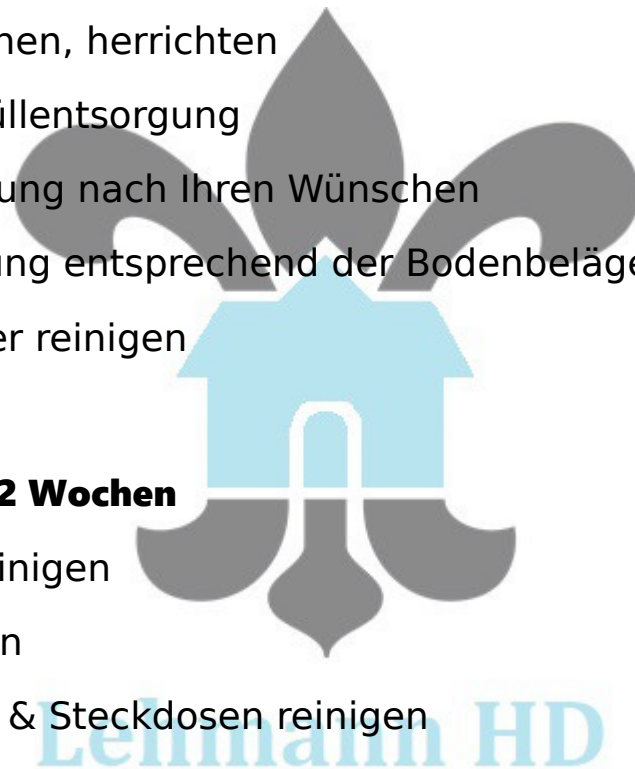 nen, herrichten
üllentsorgung
ung nach Ihren Wünschen
ung entsprechend der Bodenbeläge
er reinigen
2 Wochen
inigen
n
& Steckdosen reinigen
Lehmann HD